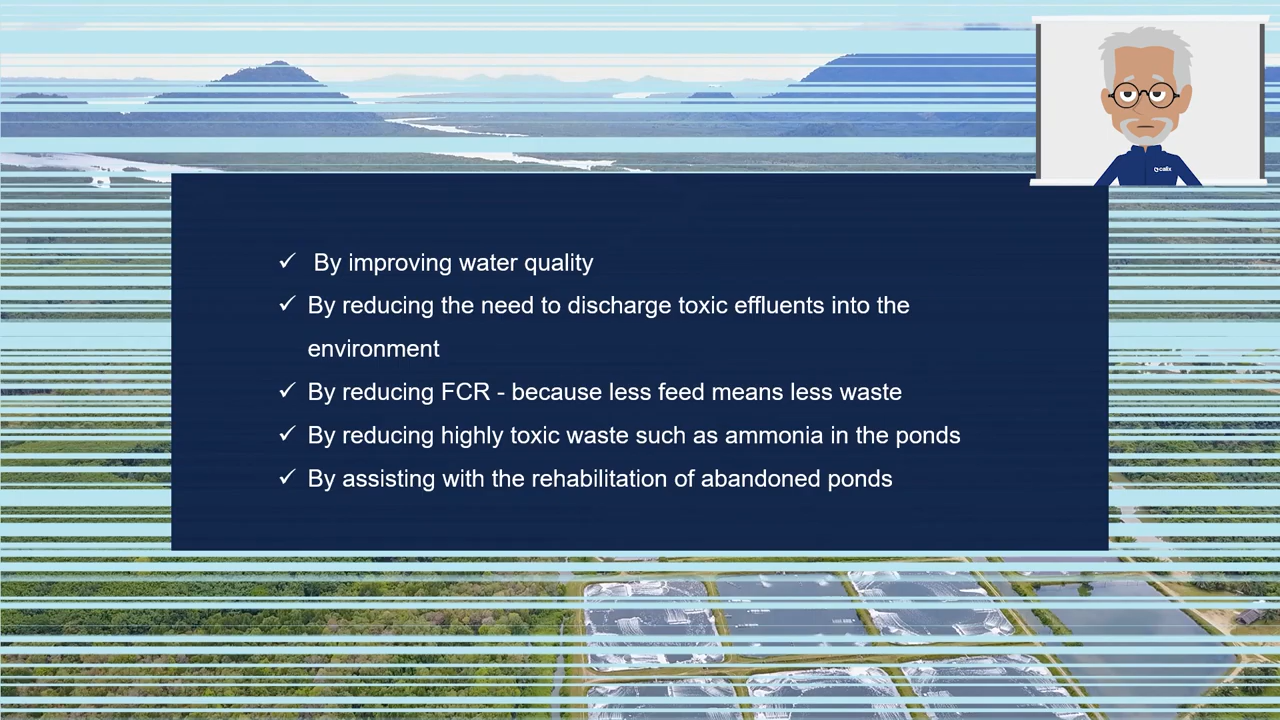 calix
✓ By improving water quality
✓ By reducing the need to discharge toxic effluents into the
environment
✓ By reducing FCR - because less feed means less waste
✓ By reducing highly toxic waste such as ammonia in the ponds
✓ By assisting with the rehabilitation of abandoned ponds